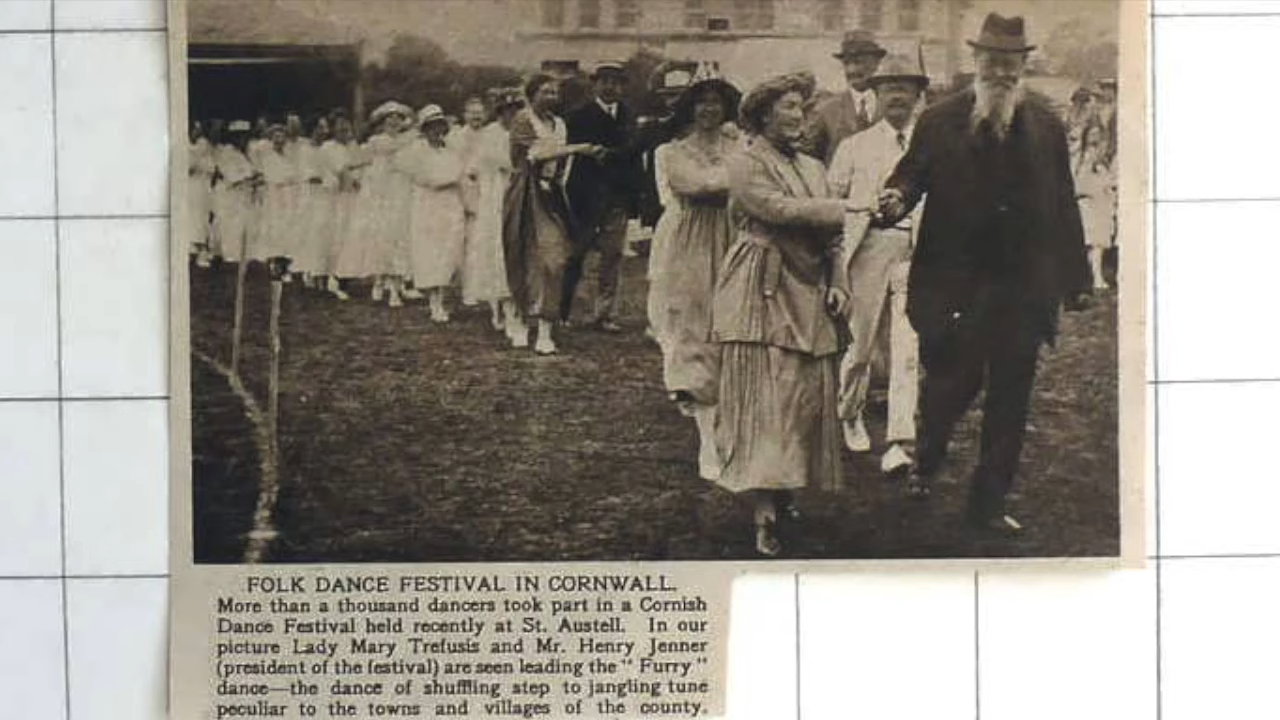 FOLK DANCE FESTIVAL IN CORNWALL.
More than a thousand dancers took part in a Cornish
Dance Festival held recently at St. Austell. In our
picture Lady Mary Trefusis and Mr. Henry Jenner
(president of the festival) are seen leading the "Furry"
dance—the dance of shuffling step to jangling tune
peculiar to the towns and villages of the county.